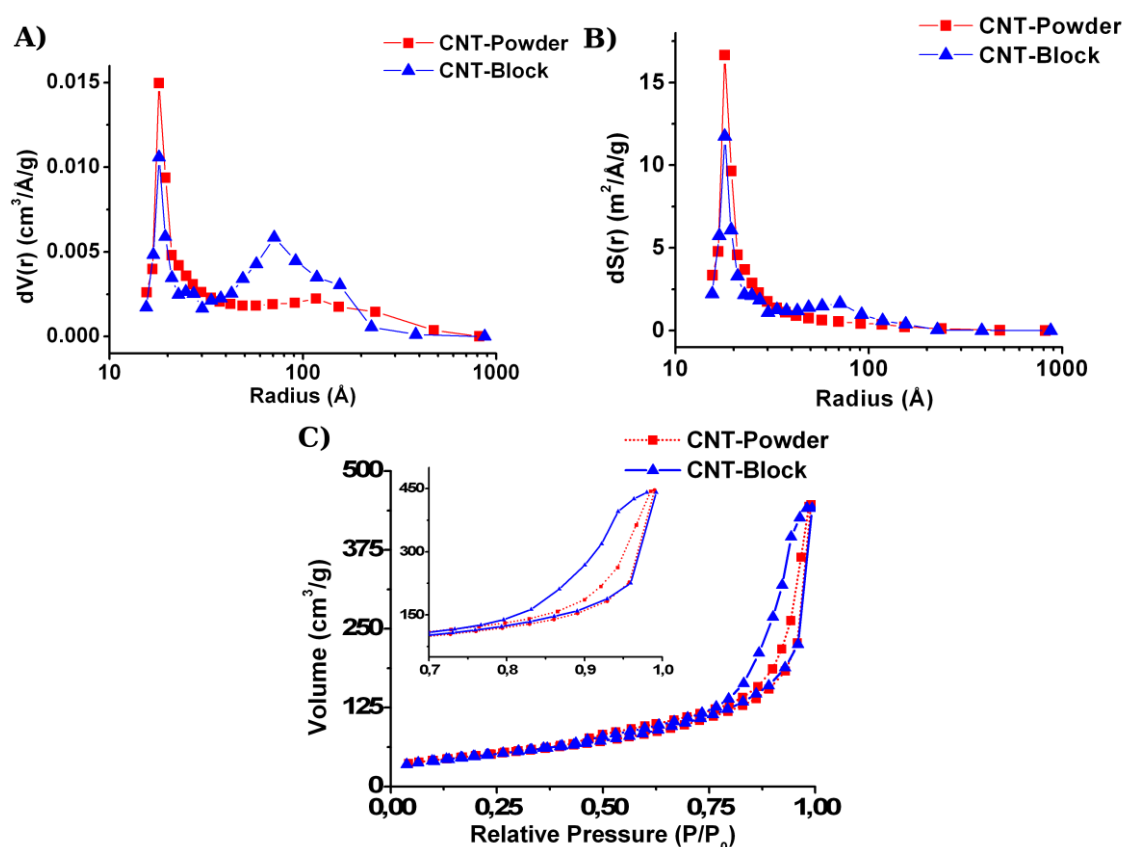 A)
CNT-Powder
CNT-Block
0.015
0.010
0.005
0.000
dV(r) (cm³/Å/g)
10
100
1000
Radius (Å)
B)
CNT-Powder
CNT-Block
15
10
5
0
dS(r) (m²/Å/g)
10
100
1000
Radius (Å)
C)
CNT-Powder
CNT-Block
500
375
250
125
0
Volume (cm³/g)
450
300
150
0,7
0,8
0,9
1,0
0,00
0,25
0,50
0,75
1,00
Relative Pressure (P/P₀)